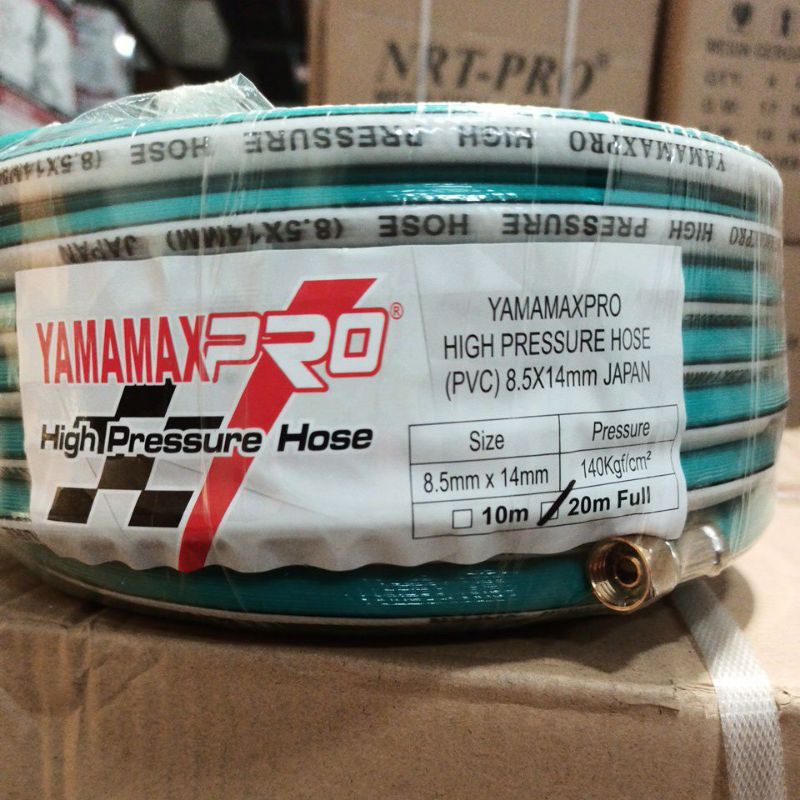 NRT-PRO®
YAMAMAXPRO HIGH PRESSURE HOSE (8.5X14MM)
YAMAMAXPRO HIGH PRESSURE HOSE (8.5X14MM) JAPAN
YAMAMAXPRO®
High Pressure Hose
YAMAMAXPRO
HIGH PRESSURE HOSE
(PVC) 8.5X14mm JAPAN
Size Pressure
8.5mm x 14mm 140Kgf/cm²
10m 20m Full